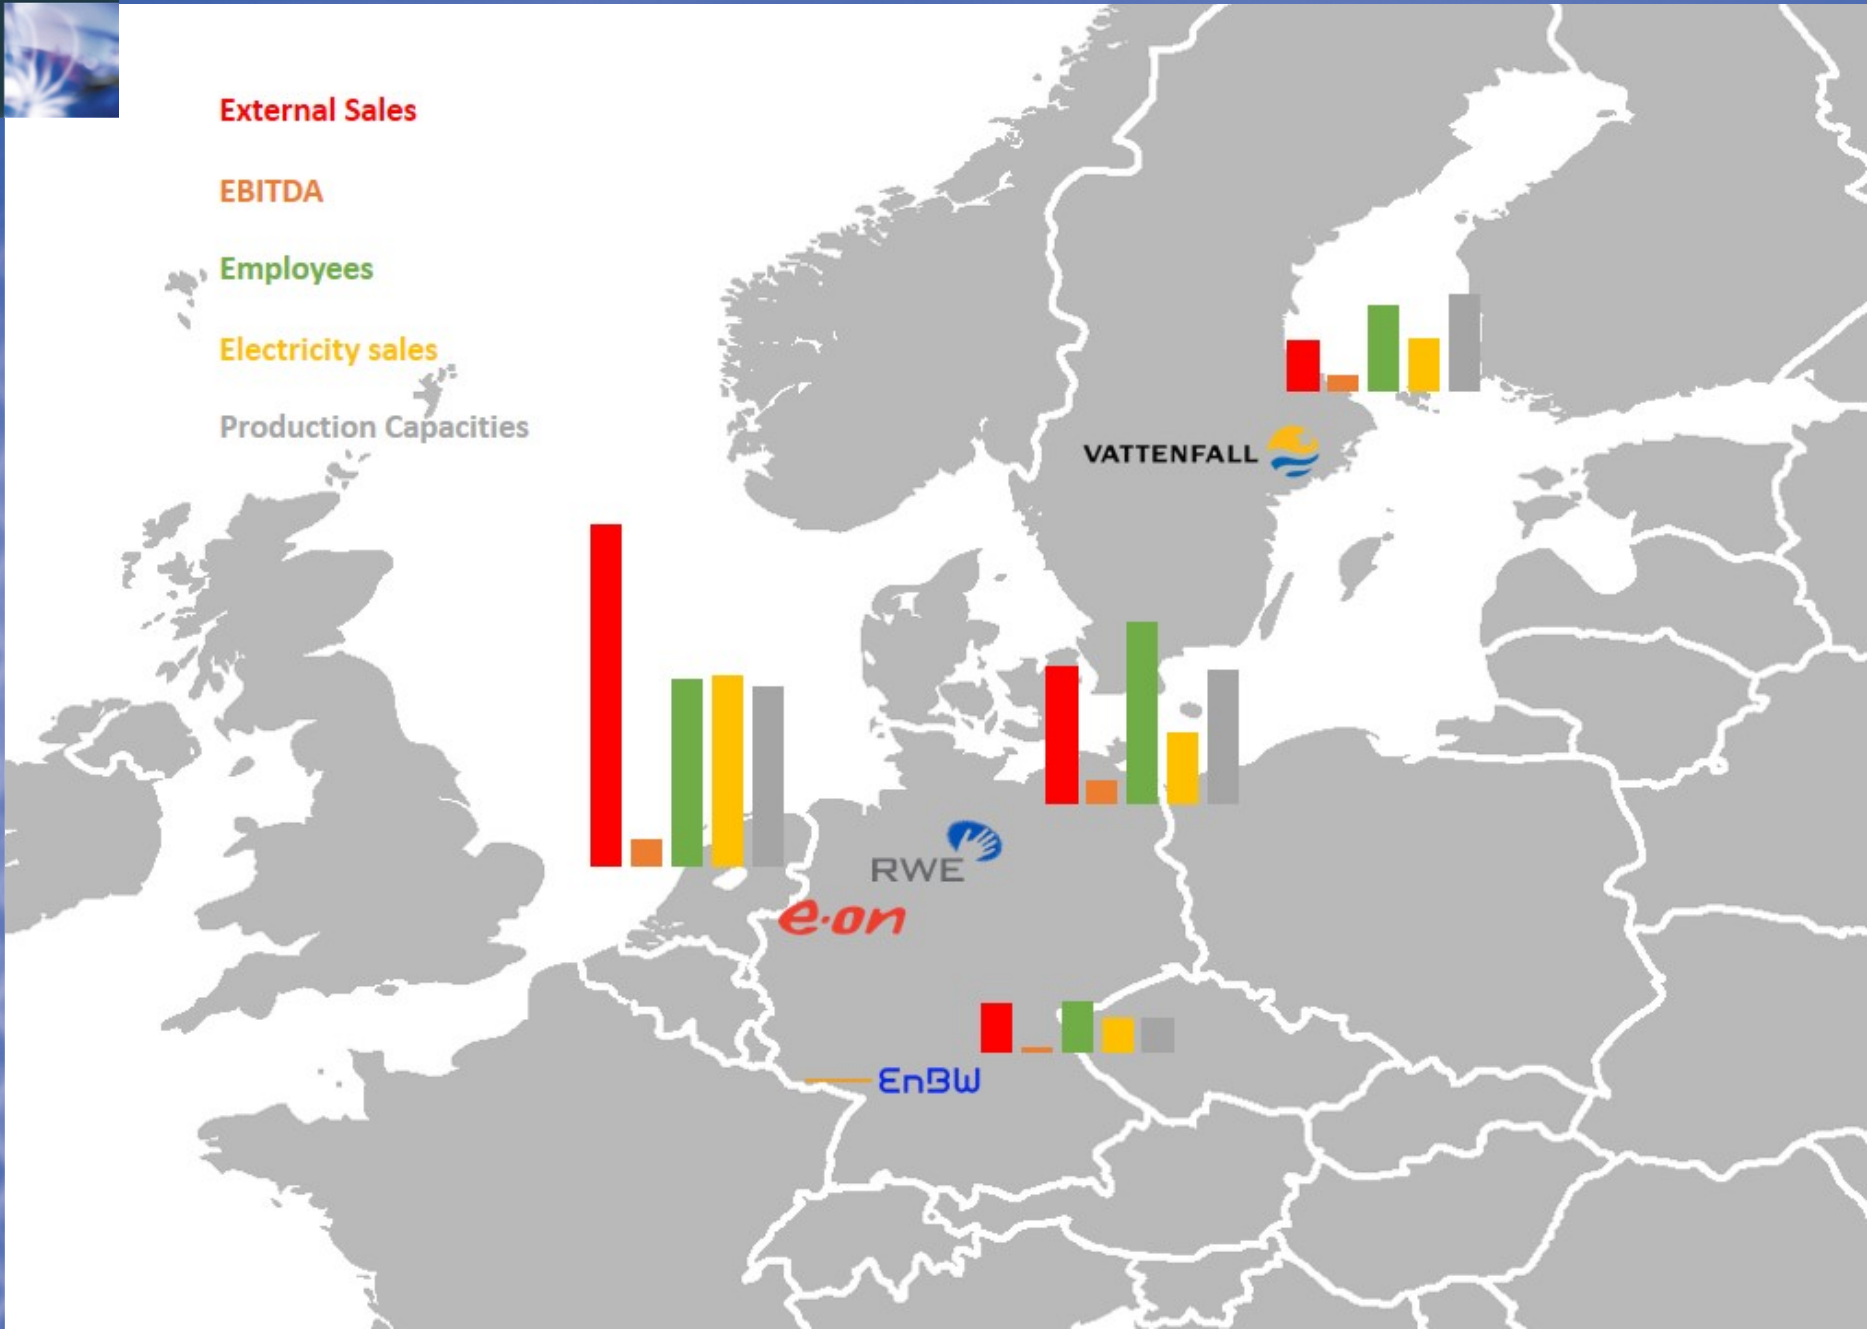 External Sales
EBITDA
Employees
Electricity sales
Production Capacities
VATTENFALL
RWE
e·on
EnBW